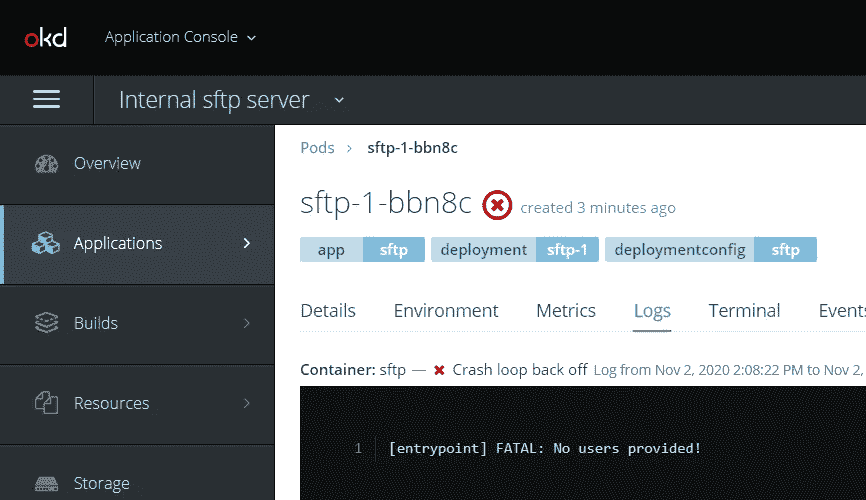 okd Application Console
Internal sftp server
Overview
Applications
Builds
Resources
Storage
Pods > sftp-1-bbn8c
sftp-1-bbn8c created 3 minutes ago
app sftp deployment sftp-1 deploymentconfig sftp
Details Environment Metrics Logs Terminal Events
Container: sftp — Crash loop back off Log from Nov 2, 2020 2:08:22 PM to Nov 2,
1 [entrypoint] FATAL: No users provided!